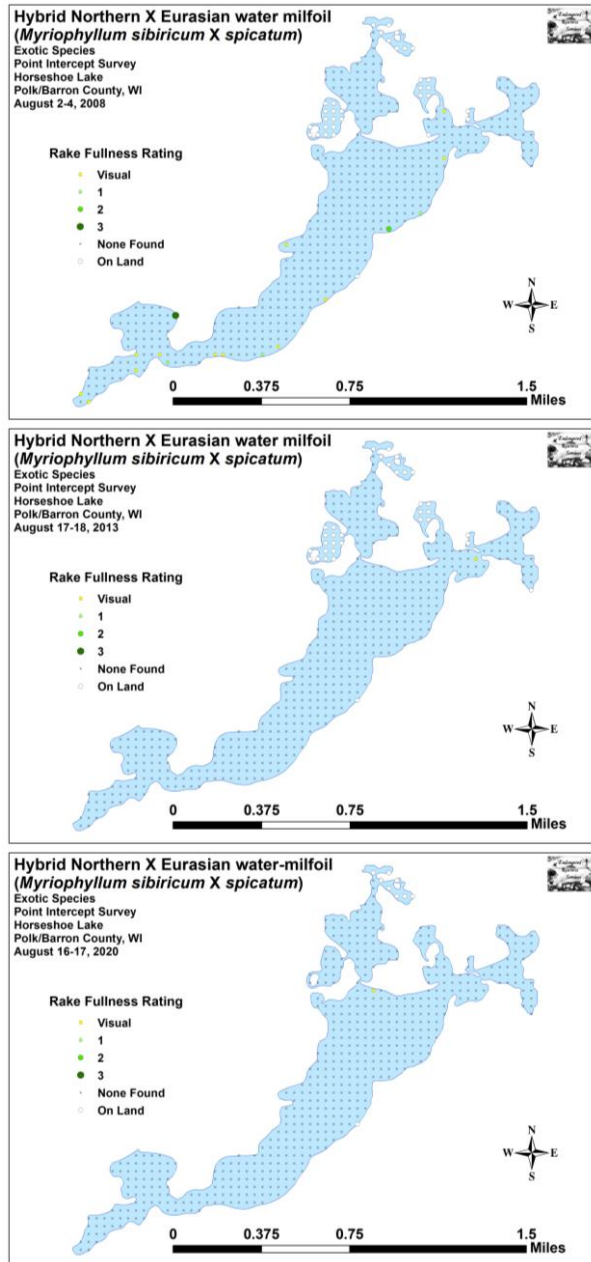 Hybrid Northern X Eurasian water milfoil
(Myriophyllum sibiricum X spicatum)
Exotic Species
Point Intercept Survey
Horseshoe Lake
Polk/Barron County, WI
August 2-4, 2008
Rake Fullness Rating
Visual
1
2
3
None Found
On Land
N
W E
S
0 0.375 0.75 1.5
Miles
Hybrid Northern X Eurasian water milfoil
(Myriophyllum sibiricum X spicatum)
Exotic Species
Point Intercept Survey
Horseshoe Lake
Polk/Barron County, WI
August 17-18, 2013
Rake Fullness Rating
Visual
1
2
3
None Found
On Land
N
W E
S
0 0.375 0.75 1.5
Miles
Hybrid Northern X Eurasian water-milfoil
(Myriophyllum sibiricum X spicatum)
Exotic Species
Point Intercept Survey
Horseshoe Lake
Polk/Barron County, WI
August 16-17, 2020
Rake Fullness Rating
Visual
1
2
3
None Found
On Land
N
W E
S
0 0.375 0.75 1.5
Miles